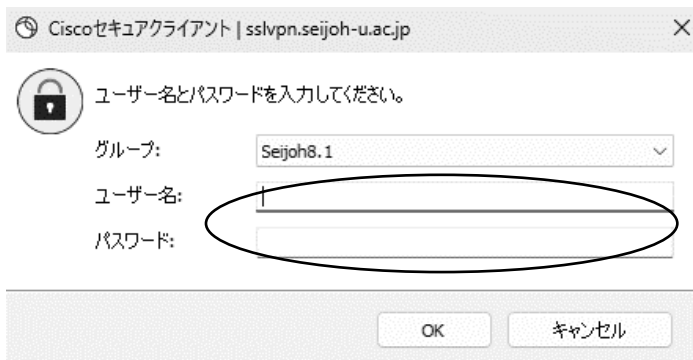 Ciscoセキュアクライアント | sslvpn.seijoh-u.ac.jp
ユーザー名とパスワードを入力してください。
グループ: Seijoh8.1
ユーザー名:
パスワード:
OK キャンセル